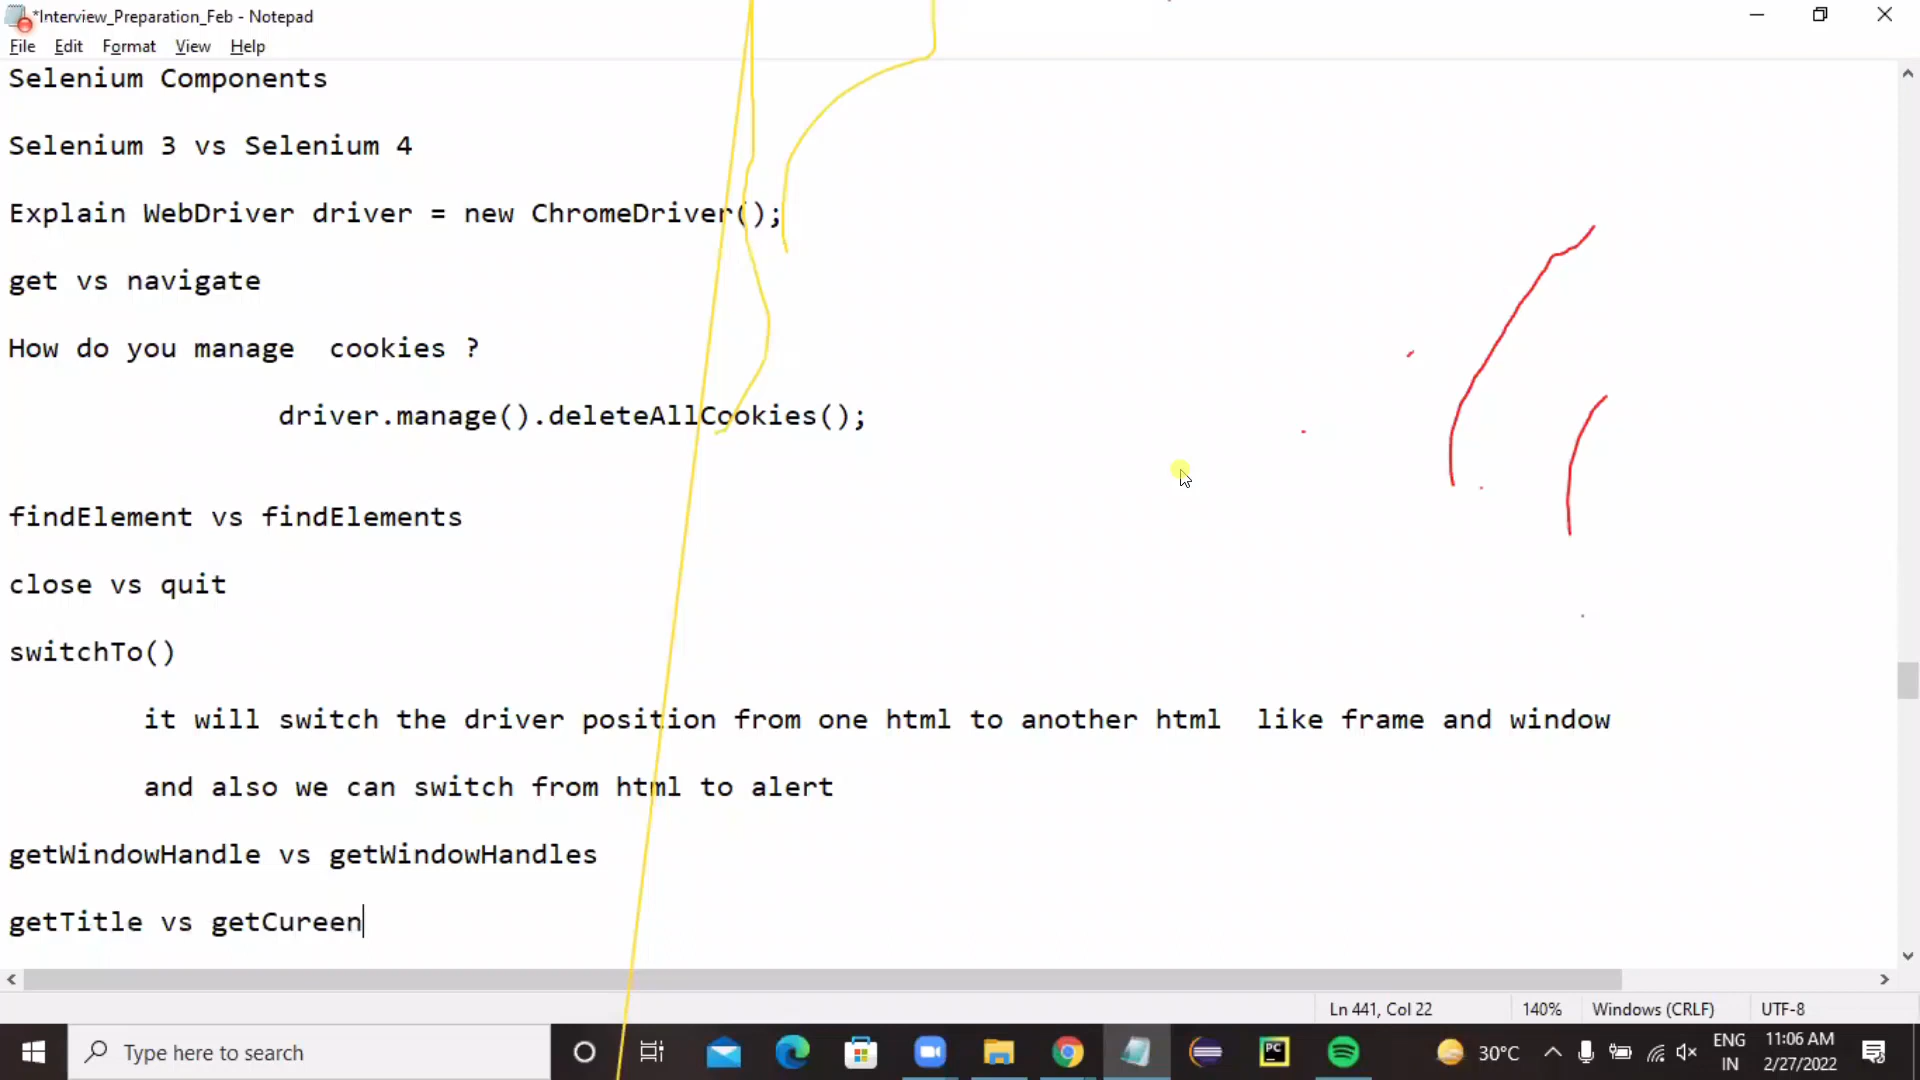 *Interview_Preparation_Feb - Notepad
File Edit Format View Help
Selenium Components
Selenium 3 vs Selenium 4
Explain WebDriver driver = new ChromeDriver();
get vs navigate
How do you manage  cookies ?
driver.manage().deleteAllCookies();
findElement vs findElements
close vs quit
switchTo()
it will switch the driver position from one html to another html  like frame and window
and also we can switch from html to alert
getWindowHandle vs getWindowHandles
getTitle vs getCureen
Ln 441, Col 22 140% Windows (CRLF) UTF-8
Type here to search PC 30°C ENG 11:06 AM
IN 2/27/2022